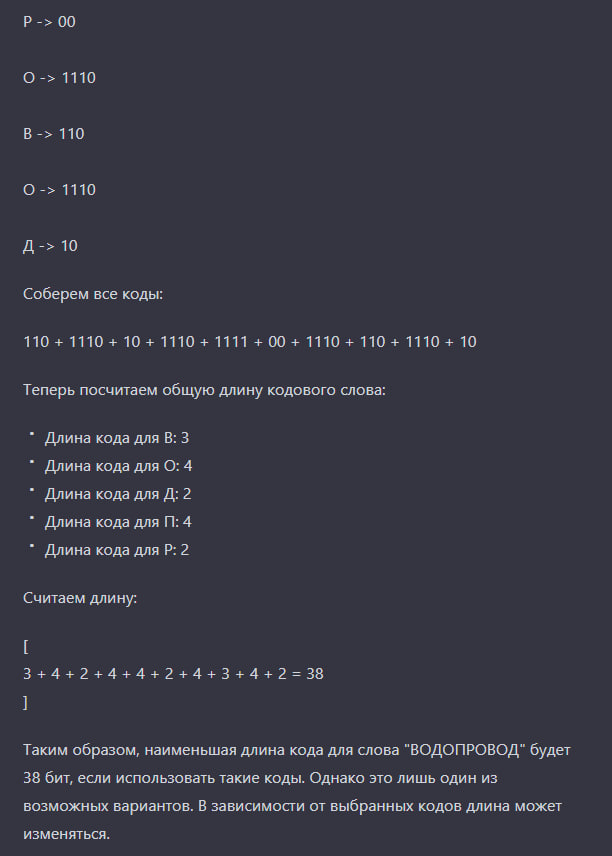 Р -> 00
О -> 1110
В -> 110
О -> 1110
Д -> 10
Соберем все коды:
110 + 1110 + 10 + 1110 + 1111 + 00 + 1110 + 110 + 1110 + 10
Теперь посчитаем общую длину кодового слова:
• Длина кода для В: 3
• Длина кода для О: 4
• Длина кода для Д: 2
• Длина кода для П: 4
• Длина кода для Р: 2
Считаем длину:
[
3 + 4 + 2 + 4 + 4 + 2 + 4 + 3 + 4 + 2 = 38
]
Таким образом, наименьшая длина кода для слова "ВОДОПРОВОД" будет
38 бит, если использовать такие коды. Однако это лишь один из
возможных вариантов. В зависимости от выбранных кодов длина может
изменяться.